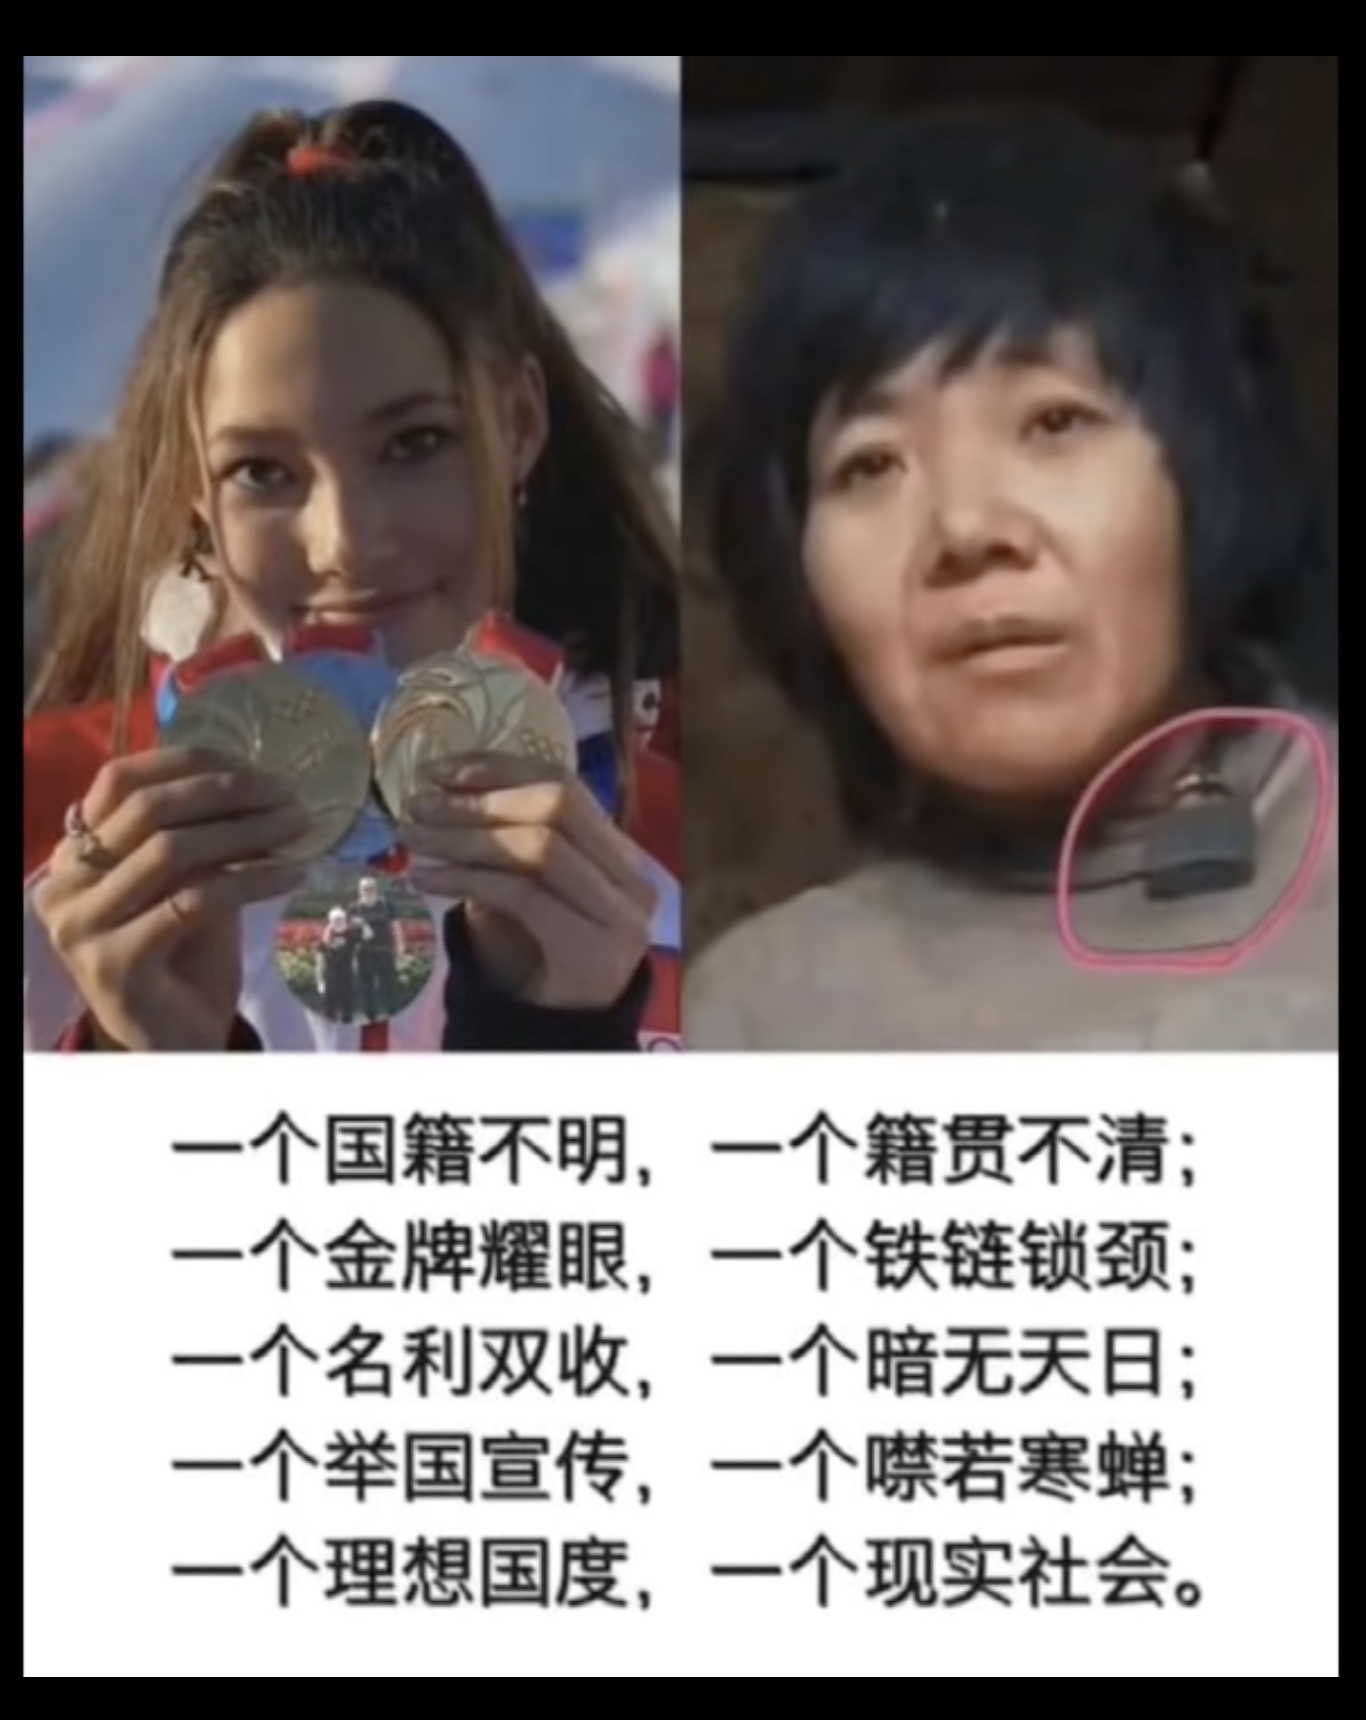 一个国籍不明，一个籍贯不清；
一个金牌耀眼，一个铁链锁颈；
一个名利双收，一个暗无天日；
一个举国宣传，一个噤若寒蝉；
一个理想国度，一个现实社会。